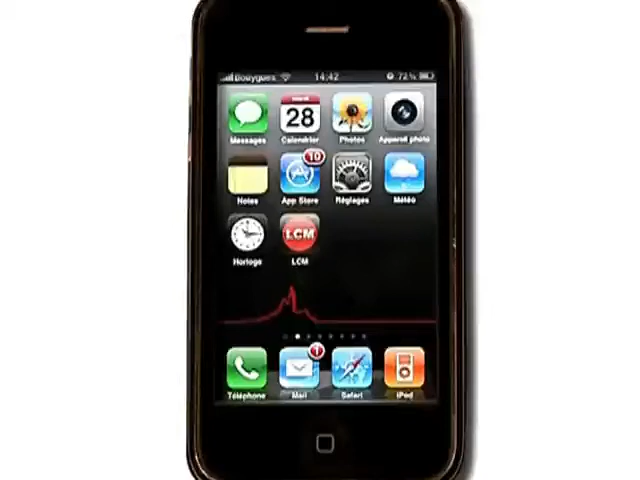 Bouygues 14:42 72 %
28
Messages Calendrier Photos Appareil photo
10
Notes App Store Réglages Météo
LCM
Horloge LCM
1
Téléphone Mail Safari iPod